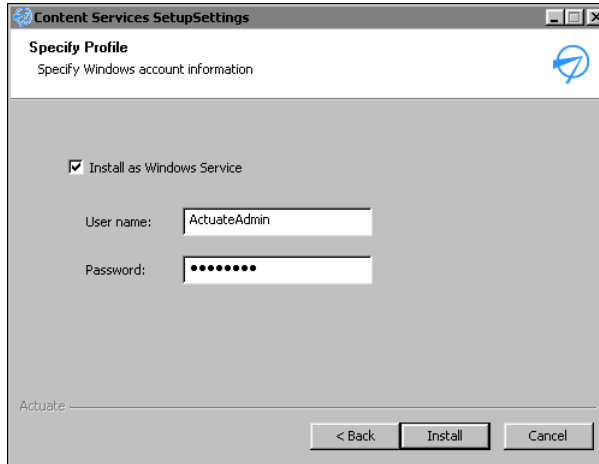 Content Services SetupSettings
Specify Profile
Specify Windows account information
Install as Windows Service
User name: ActuateAdmin
Password: ●●●●●●●●
Actuate
< Back Install Cancel